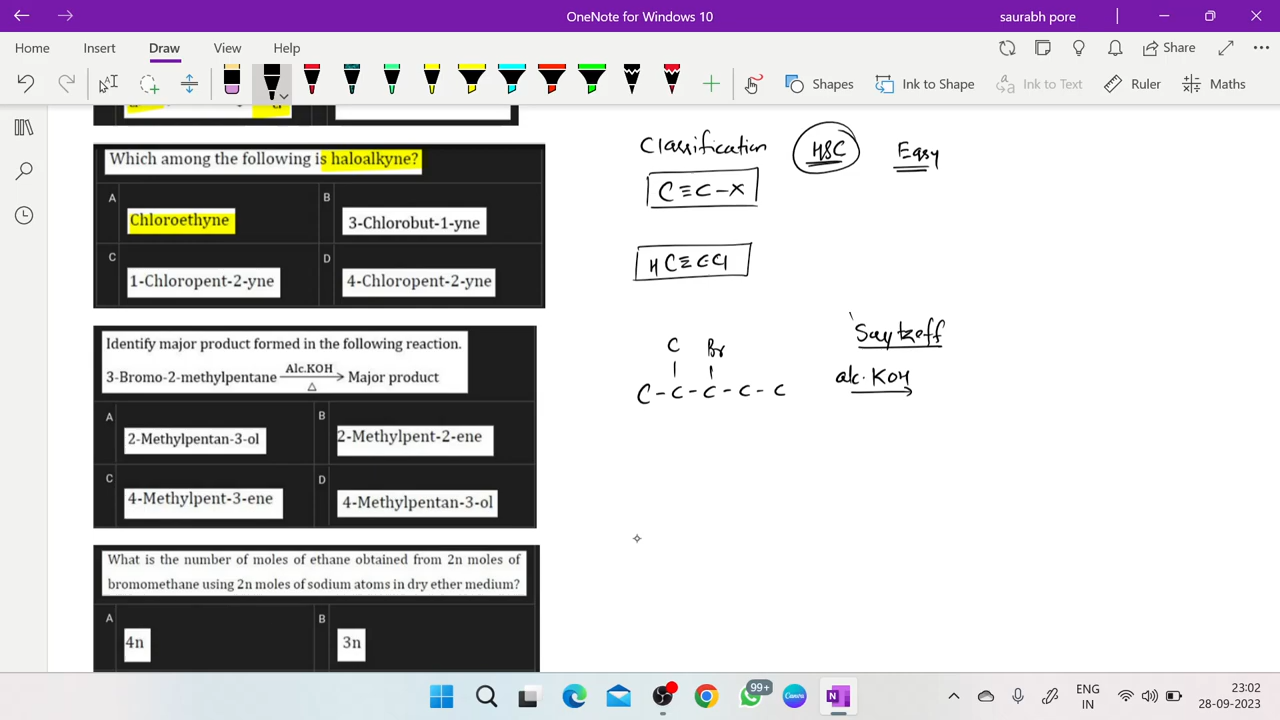 OneNote for Windows 10
saurabh pore
Home
Insert
Draw
View
Help
Share
Shapes
Ink to Shape
Ink to Text
Ruler
Maths
Which among the following is haloalkyne?
A
Chloroethyne
B
3-Chlorobut-1-yne
C
1-Chloropent-2-yne
D
4-Chloropent-2-yne
Identify major product formed in the following reaction.
Alc.KOH
3-Bromo-2-methylpentane ⟶ Major product
△
A
2-Methylpentan-3-ol
B
2-Methylpent-2-ene
C
4-Methylpent-3-ene
D
4-Methylpentan-3-ol
What is the number of moles of ethane obtained from 2n moles of
bromomethane using 2n moles of sodium atoms in dry ether medium?
A
4n
B
3n
Classification
HSC
Easy
C≡C-X
HC≡CCl
C Br
C-C-C-C-C
Saytzeff
alc. KOH
99+
ENG
IN
23:02
28-09-2023